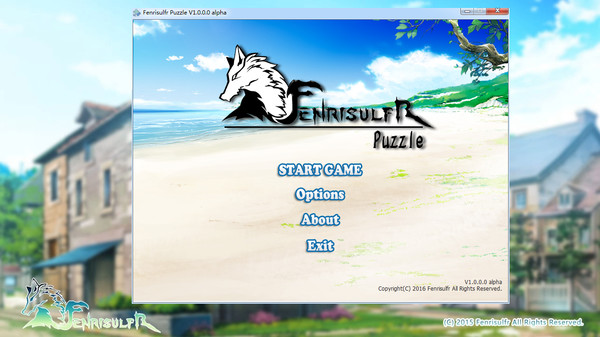 Fenrisulfr Puzzle V1.0.0.0 alpha
FENRISULFR
Puzzle
START GAME
Options
About
Exit
V1.0.0.0 alpha
Copyright(C) 2016 Fenrisulfr All Rights Reserved.
FENRISULFR
(C) 2015 Fenrisulfr All Rights Reserved.